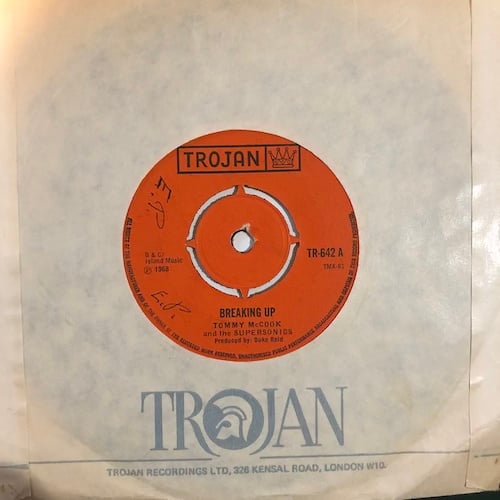 TROJAN
E.P.
B & C/
Island Music
℗ 1968
TR-642 A
E.P.
BREAKING UP
TOMMY McCOOK
and the SUPERSONICS
Produced by: Duke Reid
TROJAN
TROJAN RECORDINGS LTD, 326 KENSAL ROAD, LONDON W10.